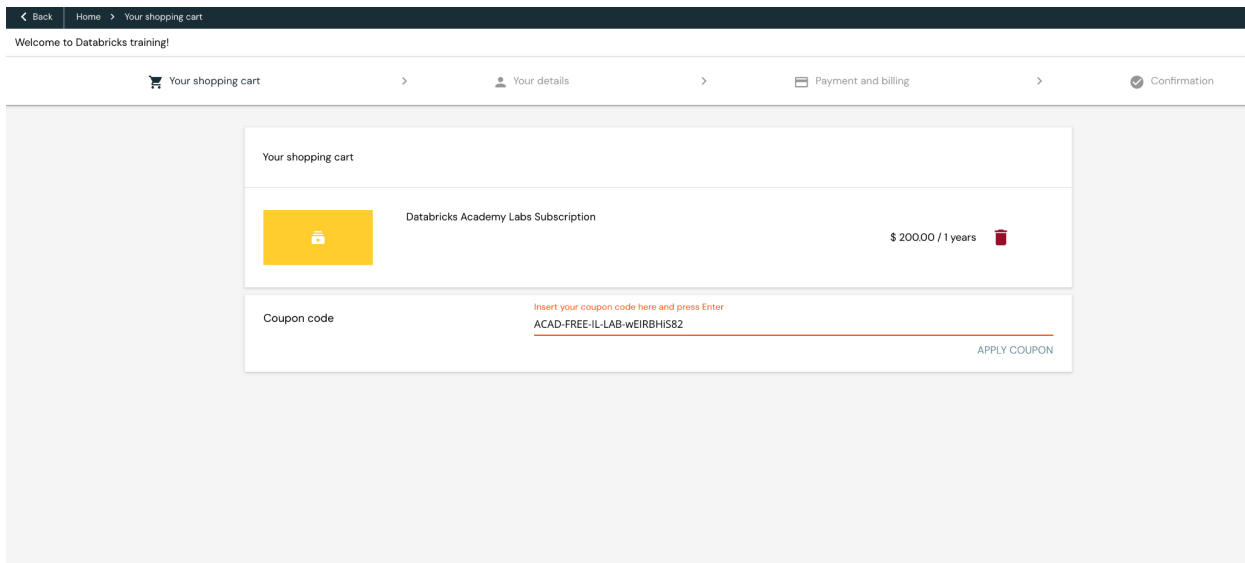 Back Home > Your shopping cart
Welcome to Databricks training!
Your shopping cart > Your details > Payment and billing > Confirmation
Your shopping cart
Databricks Academy Labs Subscription
$ 200.00 / 1 years
Insert your coupon code here and press Enter
Coupon code
ACAD-FREE-IL-LAB-wEIRBHiS82
APPLY COUPON